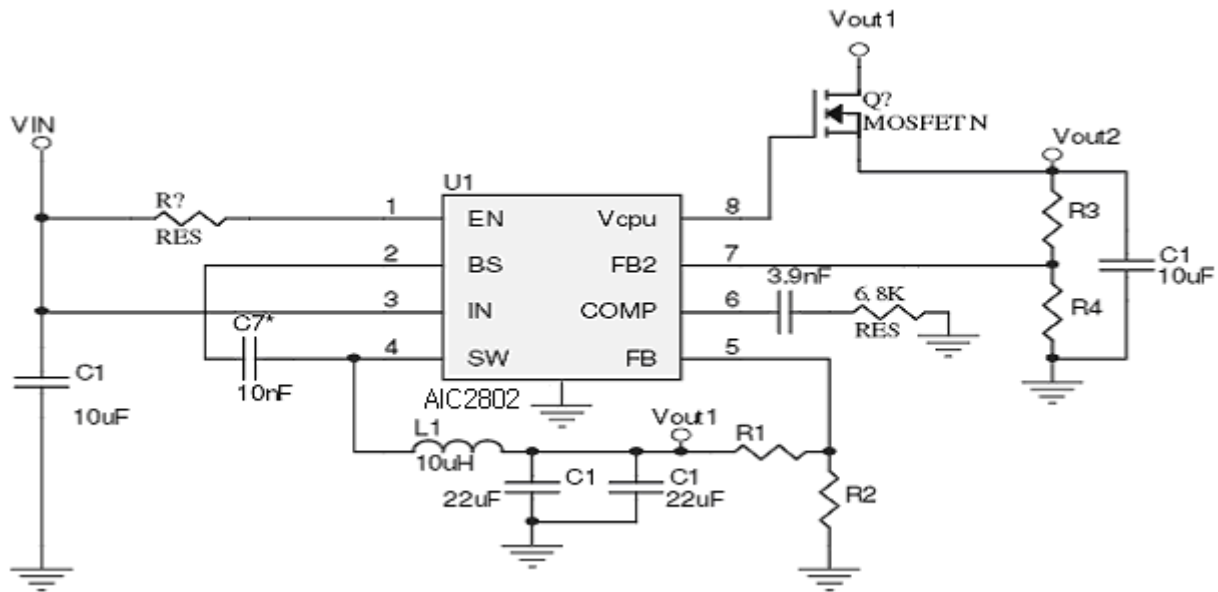 Vout1
Q?
MOSFETN
VIN
Vout2
U1
R?
RES
1 EN
Vcpu 8
R3
2 BS
FB2 7
3.9nF
C1
10uF
3 IN
COMP 6
6.8K
RES
R4
C7*
10nF
4 SW
FB 5
C1
10uF
AIC2802
L1
10uH
Vout1
R1
C1
22uF
C1
22uF
R2